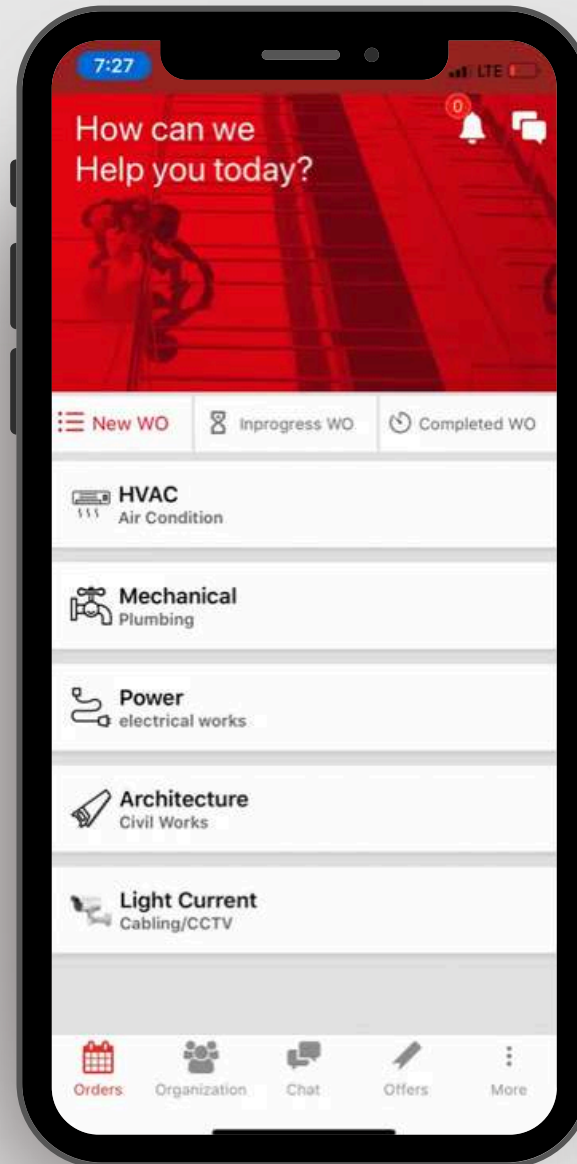 7:27
LTE
How can we
Help you today?
0
New WO
Inprogress WO
Completed WO
HVAC
Air Condition
Mechanical
Plumbing
Power
electrical works
Architecture
Civil Works
Light Current
Cabling/CCTV
Orders
Organization
Chat
Offers
More